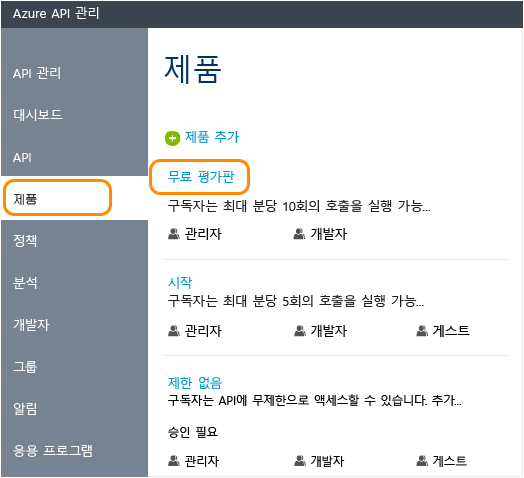 Azure API 관리
API 관리
대시보드
API
제품
정책
분석
개발자
그룹
알림
응용 프로그램
제품
제품 추가
무료 평가판
구독자는 최대 분당 10회의 호출을 실행 가능...
관리자 개발자
시작
구독자는 최대 분당 5회의 호출을 실행 가능...
관리자 개발자 게스트
제한 없음
구독자는 API에 무제한으로 액세스할 수 있습니다. 추가...
승인 필요
관리자 개발자 게스트